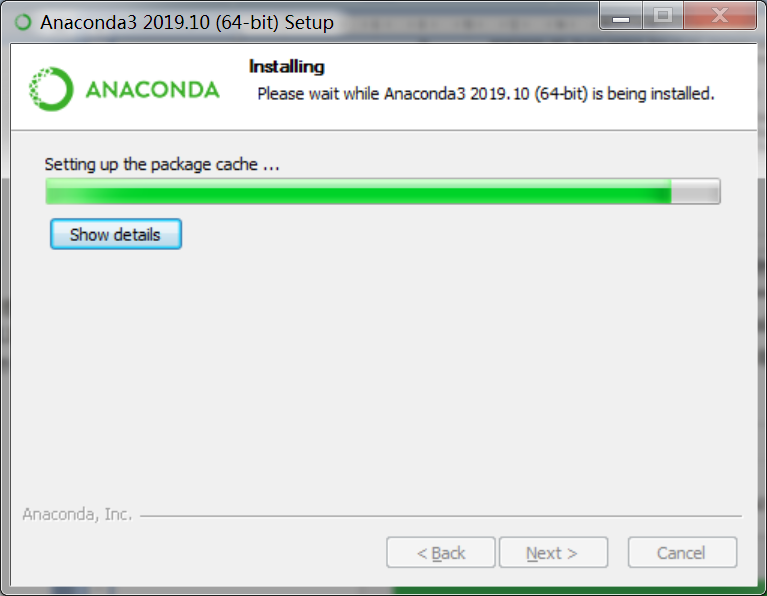 Anaconda3 2019.10 (64-bit) Setup
ANACONDA
Installing
Please wait while Anaconda3 2019.10 (64-bit) is being installed.
Setting up the package cache ...
Show details
Anaconda, Inc.
< Back
Next >
Cancel